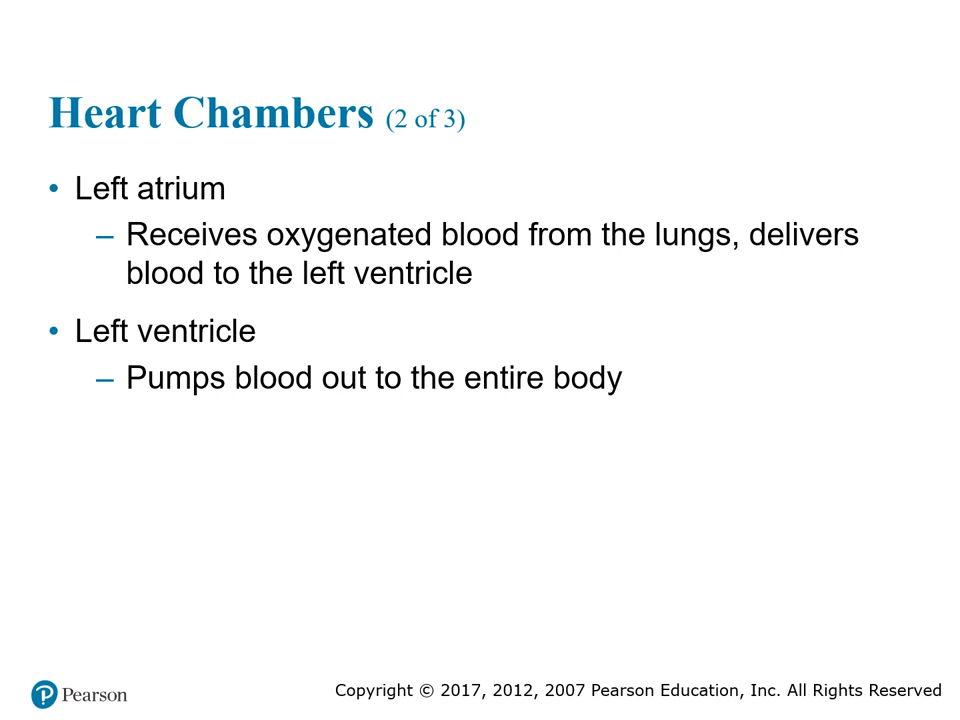 Heart Chambers (2 of 3)
• Left atrium
– Receives oxygenated blood from the lungs, delivers
blood to the left ventricle
• Left ventricle
– Pumps blood out to the entire body
Pearson
Copyright © 2017, 2012, 2007 Pearson Education, Inc. All Rights Reserved